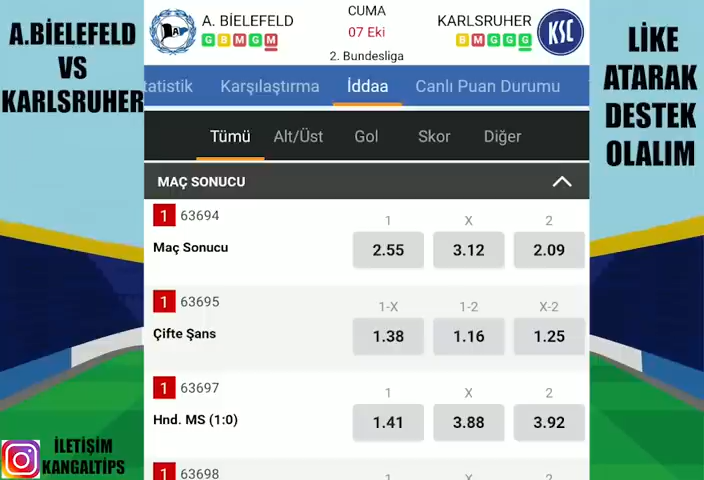 A.BİELEFELD
VS
KARLSRUHER
A. BİELEFELD
G B M G M
CUMA
07 Eki
2. Bundesliga
KARLSRUHER
B M G G G
KSC
LİKE
ATARAK
DESTEK
OLALIM
tatistik Karşılaştırma İddaa Canlı Puan Durumu
Tümü Alt/Üst Gol Skor Diğer
MAÇ SONUCU
1 63694 1 X 2
Maç Sonucu 2.55 3.12 2.09
1 63695 1-X 1-2 X-2
Çifte Şans 1.38 1.16 1.25
1 63697 1 X 2
Hnd. MS (1:0) 1.41 3.88 3.92
1 63698 1 X 2
İLETİŞİM
KANGALTİPS